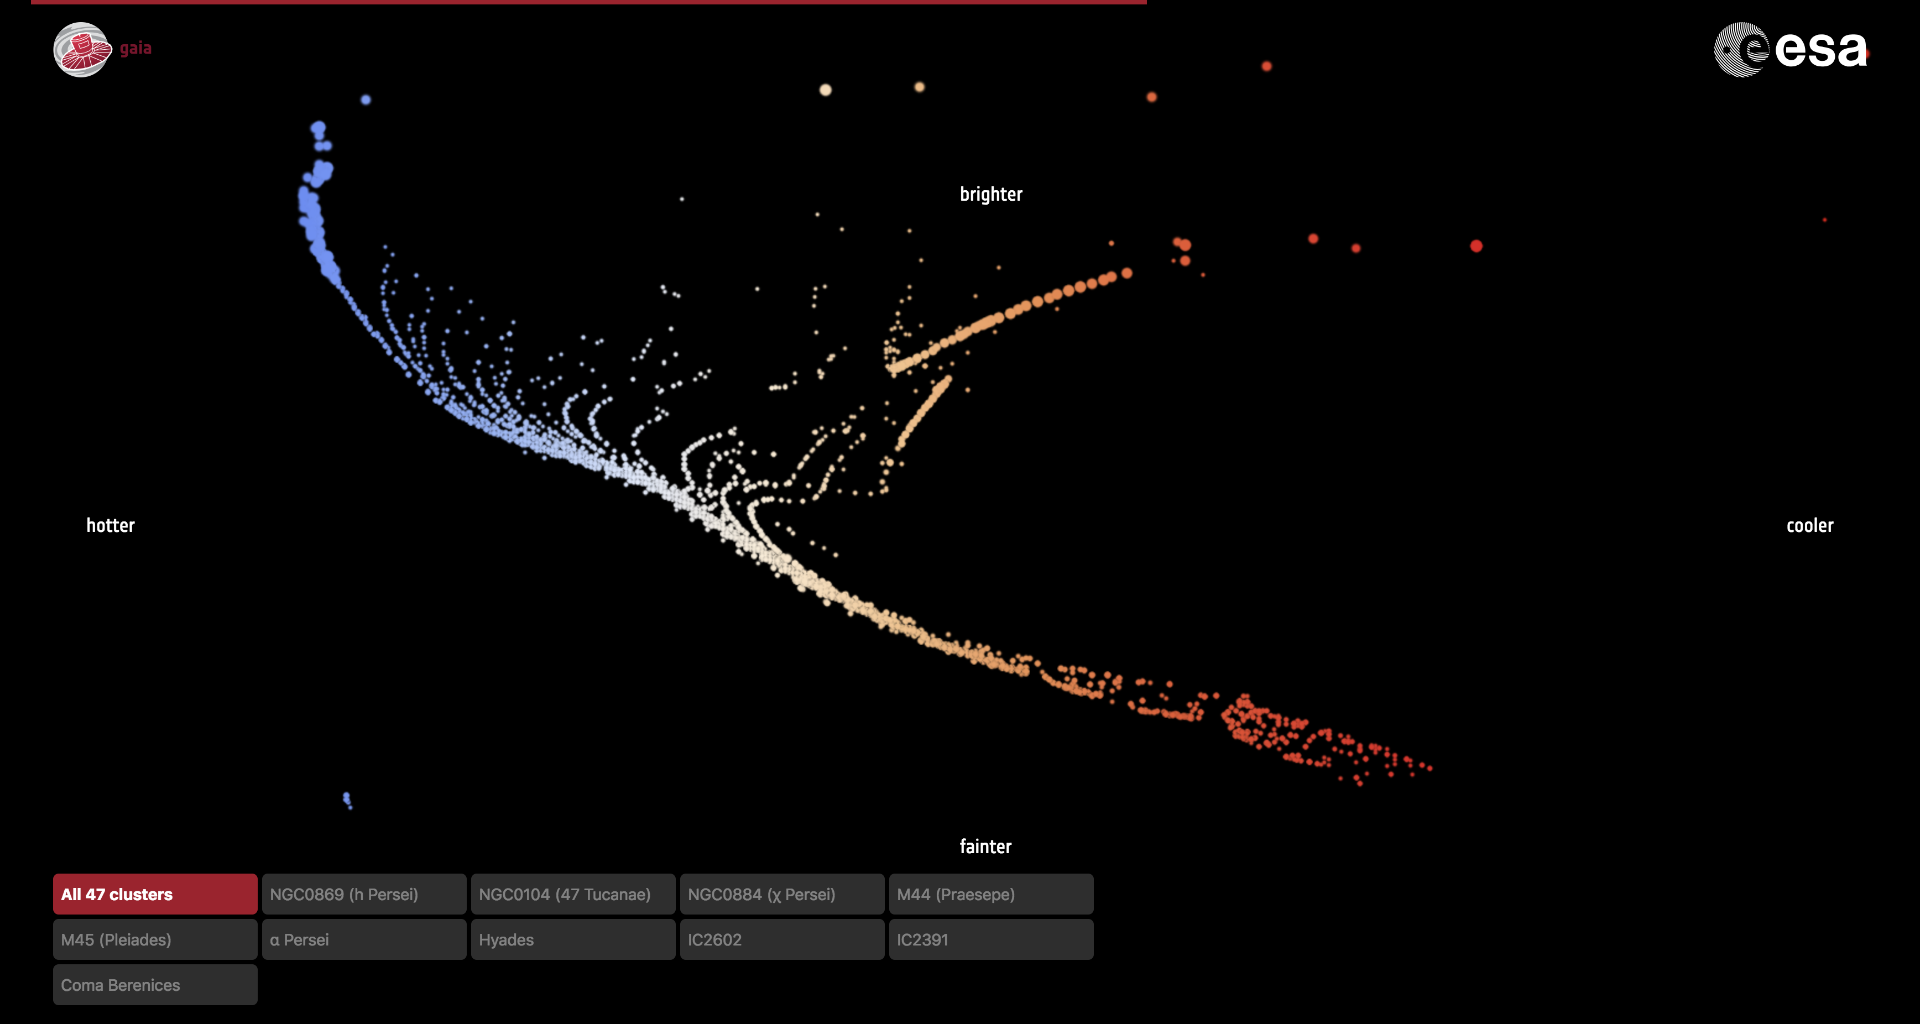 gaia
esa
brighter
hotter
cooler
fainter
All 47 clusters
NGC0869 (h Persei)
NGC0104 (47 Tucanae)
NGC0884 (χ Persei)
M44 (Praesepe)
M45 (Pleiades)
α Persei
Hyades
IC2602
IC2391
Coma Berenices